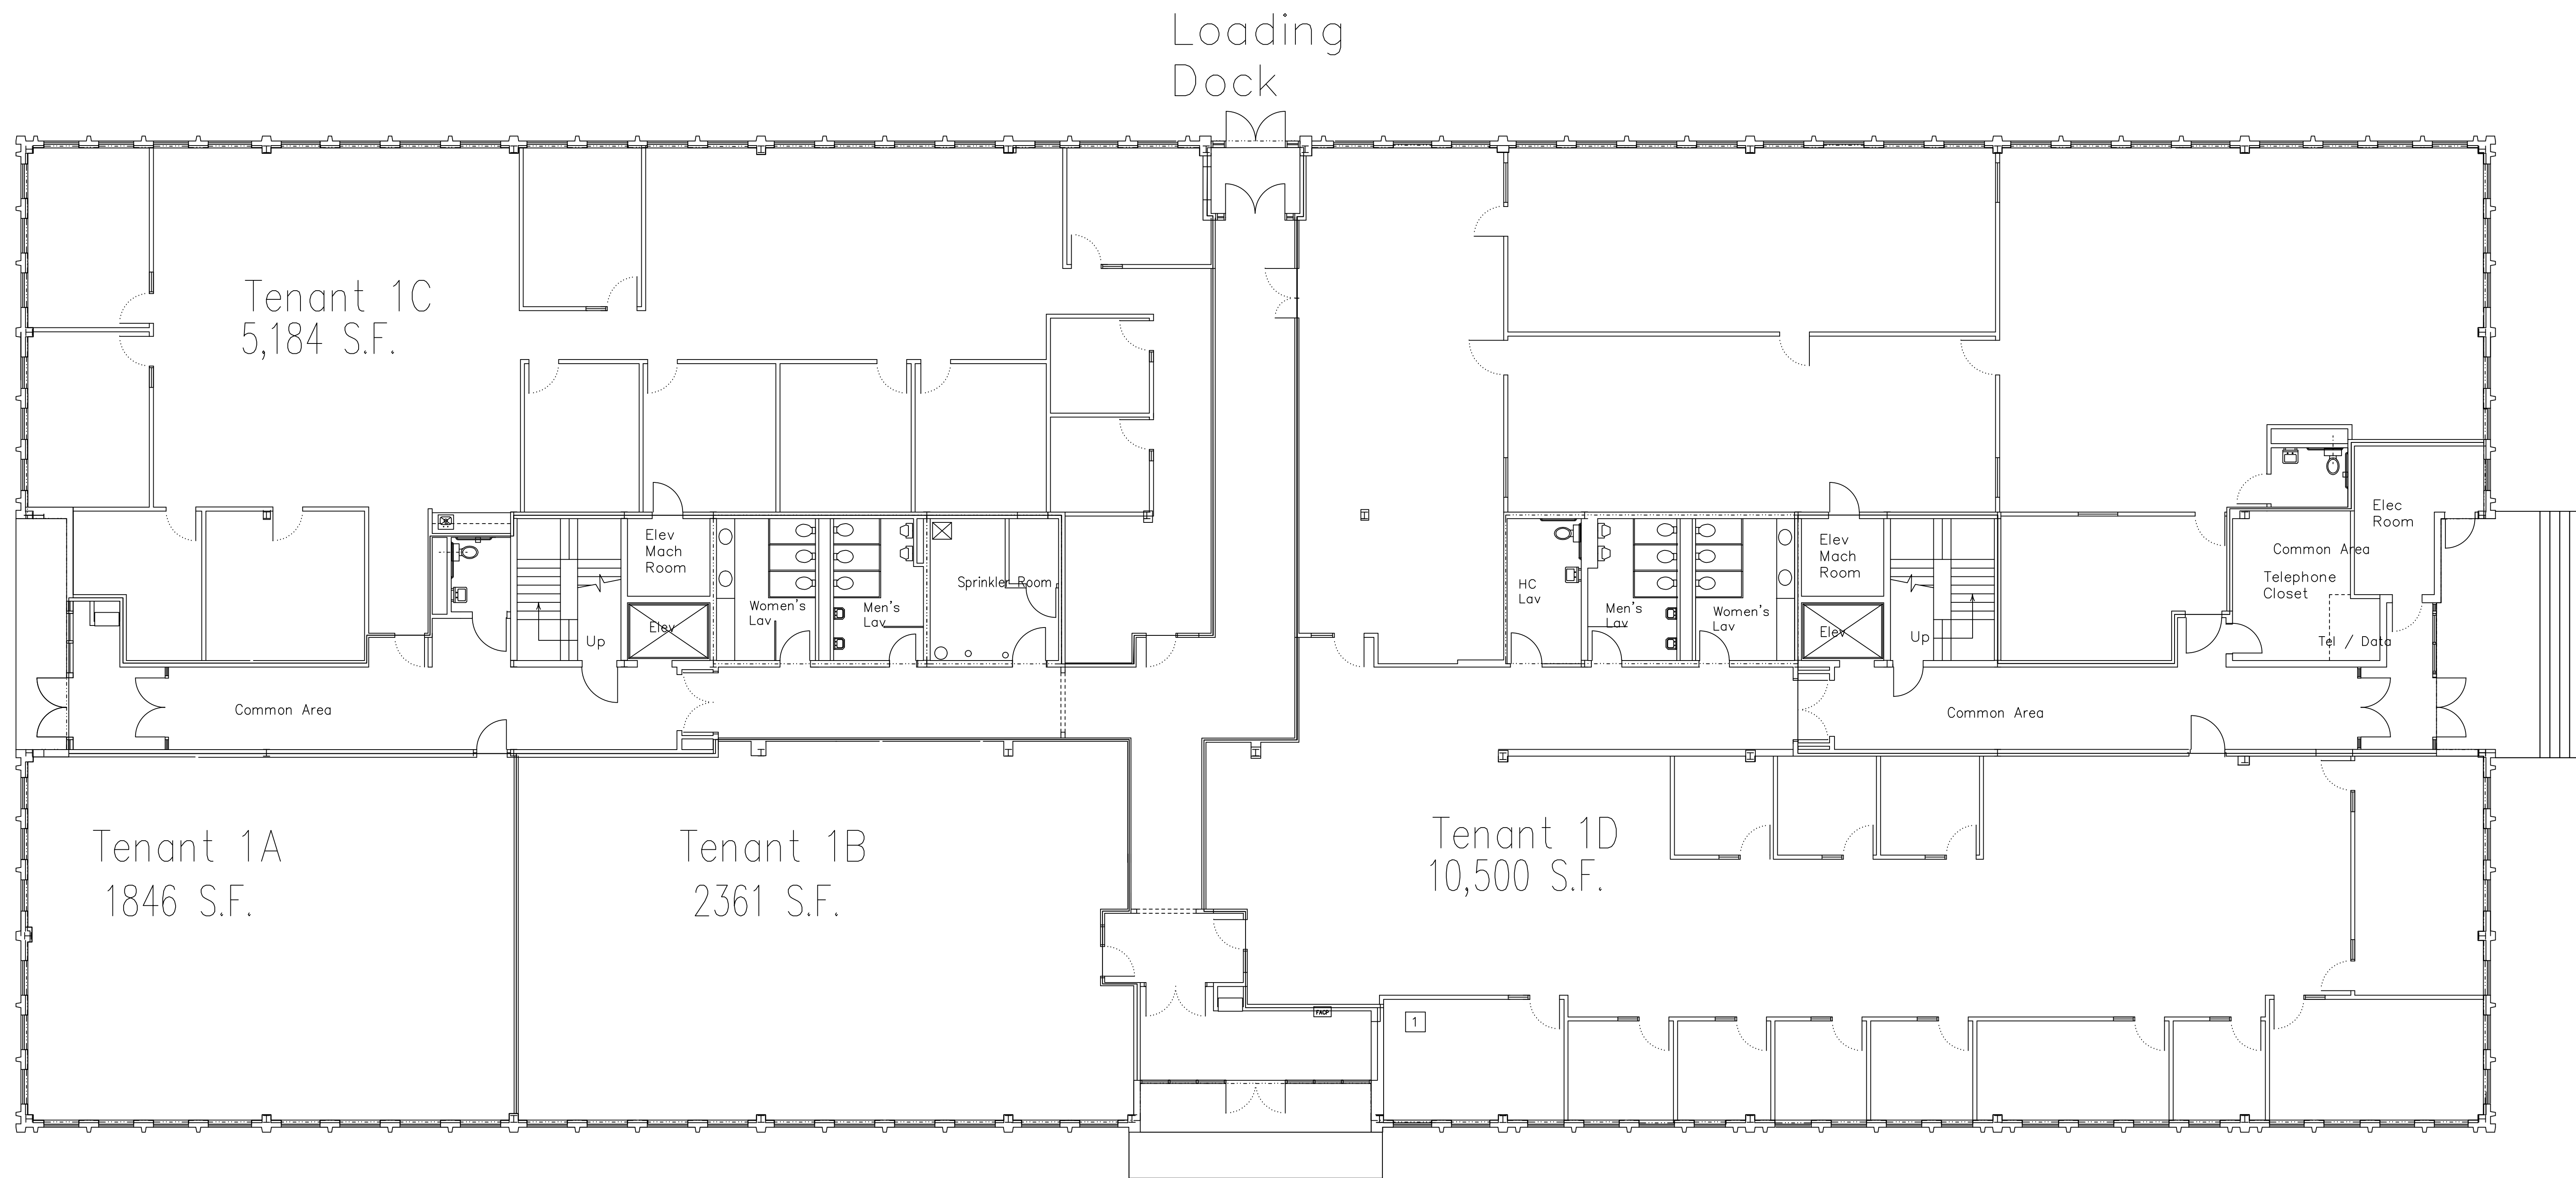 Loading
Dock
Tenant 1C
5,184 S.F.
Elec
Room
Common Area
Telephone
Closet
Tel / Data
Elev
Mach
Room
Elev
Up
Women's
Lav
Men's
Lav
Sprinkler Room
HC
Lav
Men's
Lav
Women's
Lav
Elev
Mach
Room
Elev
Up
Common Area
Common Area
Tenant 1A
1846 S.F.
Tenant 1B
2361 S.F.
Tenant 1D
10,500 S.F.
FACP
1